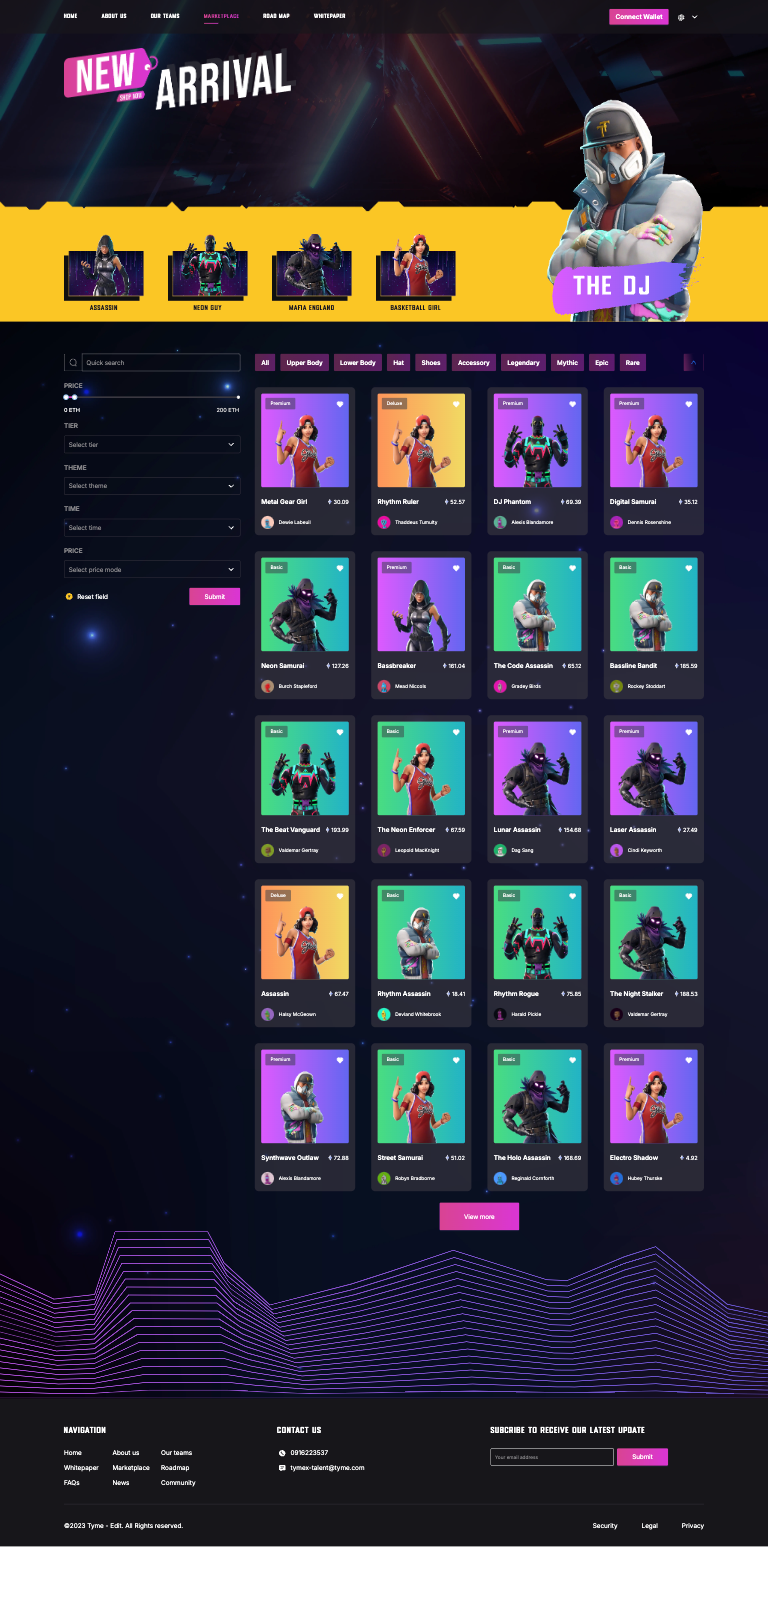 HOME ABOUT US OUR TEAMS MARKETPLACE ROAD MAP WHITEPAPER Connect Wallet
NEW ARRIVAL
SHOP NOW
THE DJ
ASSASSIN NEON GUY MAFIA ENGLAND BASKETBALL GIRL
Quick search
PRICE
0 ETH 200 ETH
TIER
Select tier
THEME
Select theme
TIME
Select time
PRICE
Select price mode
Reset field Submit
All Upper Body Lower Body Hat Shoes Accessory Legendary Mythic Epic Rare
Premium Deluxe Premium Premium
Metal Gear Girl 30.09 Rhythm Ruler 52.57 DJ Phantom 69.39 Digital Samurai 35.12
Dewie Labeuil Thaddeus Tumulty Alexis Blandamore Dennis Rosenshine
Basic Premium Basic Basic
Neon Samurai 127.26 Bassbreaker 161.04 The Code Assassin 65.12 Bassline Bandit 185.59
Burch Stapleford Mead Niccols Gradey Birds Rockey Stoddart
Basic Basic Premium Premium
The Beat Vanguard 193.99 The Neon Enforcer 67.59 Lunar Assassin 154.68 Laser Assassin 27.49
Valdemar Gertray Leopold MacKnight Dag Sang Cindi Keyworth
Deluxe Basic Basic Basic
Assassin 67.47 Rhythm Assassin 18.41 Rhythm Rogue 75.85 The Night Stalker 188.53
Halsy McGeown Devland Whitebrook Harald Pickle Valdemar Gertray
Premium Basic Basic Premium
Synthwave Outlaw 72.88 Street Samurai 51.02 The Holo Assassin 168.69 Electro Shadow 4.92
Alexis Blandamore Robyn Bradborne Reginald Cornforth Hubey Thurske
View more
NAVIGATION
Home About us Our teams
Whitepaper Marketplace Roadmap
FAQs News Community
CONTACT US
0916223537
tymex-talent@tyme.com
SUBCRIBE TO RECEIVE OUR LATEST UPDATE
Your email address Submit
©2023 Tyme - Edit. All Rights reserved. Security Legal Privacy